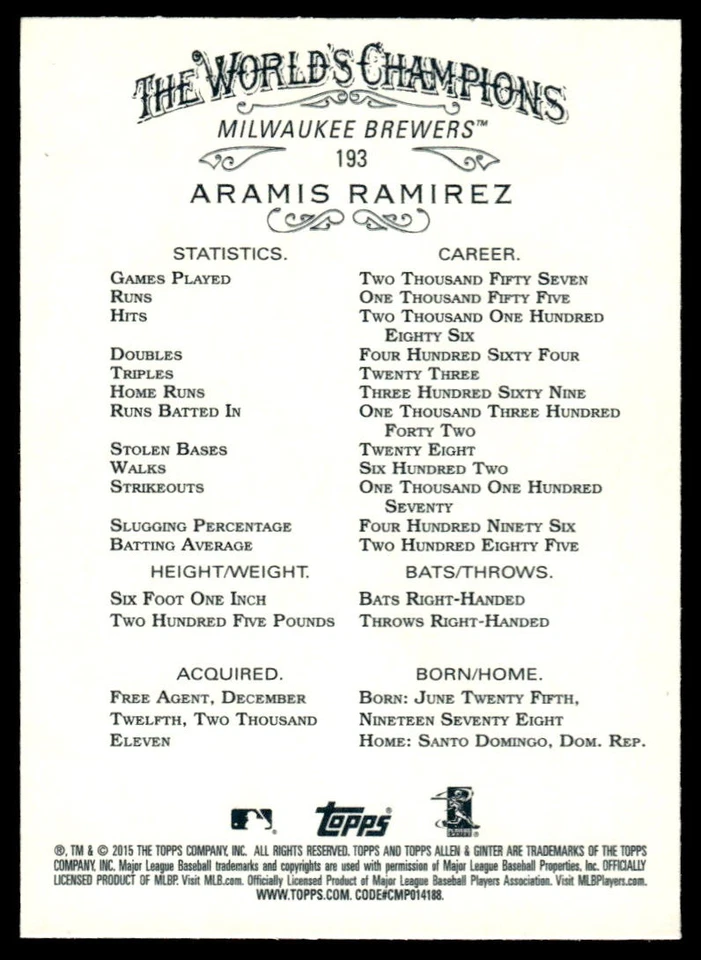 THE WORLD'S CHAMPIONS
MILWAUKEE BREWERS™
193
ARAMIS RAMIREZ
STATISTICS. CAREER.
GAMES PLAYED TWO THOUSAND FIFTY SEVEN
RUNS ONE THOUSAND FIFTY FIVE
HITS TWO THOUSAND ONE HUNDRED
EIGHTY SIX
DOUBLES FOUR HUNDRED SIXTY FOUR
TRIPLES TWENTY THREE
HOME RUNS THREE HUNDRED SIXTY NINE
RUNS BATTED IN ONE THOUSAND THREE HUNDRED
FORTY TWO
STOLEN BASES TWENTY EIGHT
WALKS SIX HUNDRED TWO
STRIKEOUTS ONE THOUSAND ONE HUNDRED
SEVENTY
SLUGGING PERCENTAGE FOUR HUNDRED NINETY SIX
BATTING AVERAGE TWO HUNDRED EIGHTY FIVE
HEIGHT/WEIGHT. BATS/THROWS.
SIX FOOT ONE INCH BATS RIGHT-HANDED
TWO HUNDRED FIVE POUNDS THROWS RIGHT-HANDED
ACQUIRED. BORN/HOME.
FREE AGENT, DECEMBER BORN: JUNE TWENTY FIFTH,
TWELFTH, TWO THOUSAND NINETEEN SEVENTY EIGHT
ELEVEN HOME: SANTO DOMINGO, DOM. REP.
Topps®
®, TM & © 2015 THE TOPPS COMPANY, INC. ALL RIGHTS RESERVED. TOPPS AND TOPPS ALLEN & GINTER ARE TRADEMARKS OF THE TOPPS
COMPANY, INC. Major League Baseball trademarks and copyrights are used with permission of Major League Baseball Properties, Inc. OFFICIALLY
LICENSED PRODUCT OF MLBP. Visit MLB.com. Officially Licensed Product of Major League Baseball Players Association. Visit MLBPlayers.com.
WWW.TOPPS.COM. CODE#CMP014188.